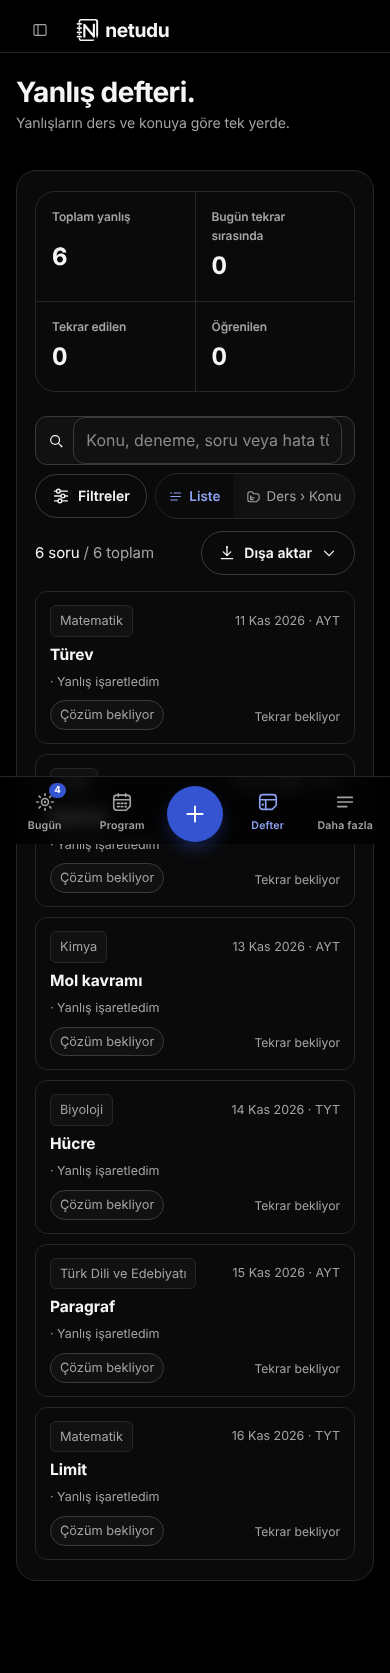 netudu
Yanlış defteri.
Yanlışların ders ve konuya göre tek yerde.
Toplam yanlış
6
Bugün tekrar
sırasında
0
Tekrar edilen
0
Öğrenilen
0
Konu, deneme, soru veya hata tü
Filtreler
Liste
Ders › Konu
6 soru / 6 toplam
Dışa aktar
Matematik
11 Kas 2026 · AYT
Türev
· Yanlış işaretledim
Çözüm bekliyor
Tekrar bekliyor
4
Bugün
Program
Defter
Daha fazla
· Yanlış işaretledim
Çözüm bekliyor
Tekrar bekliyor
Kimya
13 Kas 2026 · AYT
Mol kavramı
· Yanlış işaretledim
Çözüm bekliyor
Tekrar bekliyor
Biyoloji
14 Kas 2026 · TYT
Hücre
· Yanlış işaretledim
Çözüm bekliyor
Tekrar bekliyor
Türk Dili ve Edebiyatı
15 Kas 2026 · AYT
Paragraf
· Yanlış işaretledim
Çözüm bekliyor
Tekrar bekliyor
Matematik
16 Kas 2026 · TYT
Limit
· Yanlış işaretledim
Çözüm bekliyor
Tekrar bekliyor